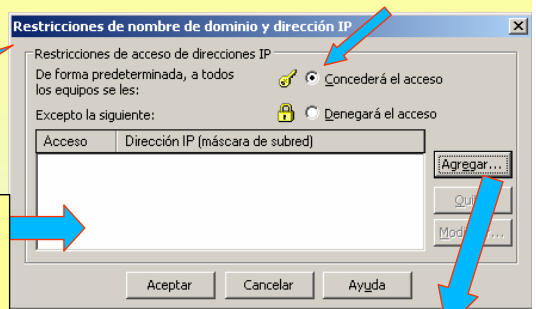 Restricciones de nombre de dominio y dirección IP
Restricciones de acceso de direcciones IP
De forma predeterminada, a todos
los equipos se les:
Concederá el acceso
Denegará el acceso
Excepto la siguiente:
Acceso Dirección IP (máscara de subred)
Agregar...
Aceptar Cancelar Ayuda